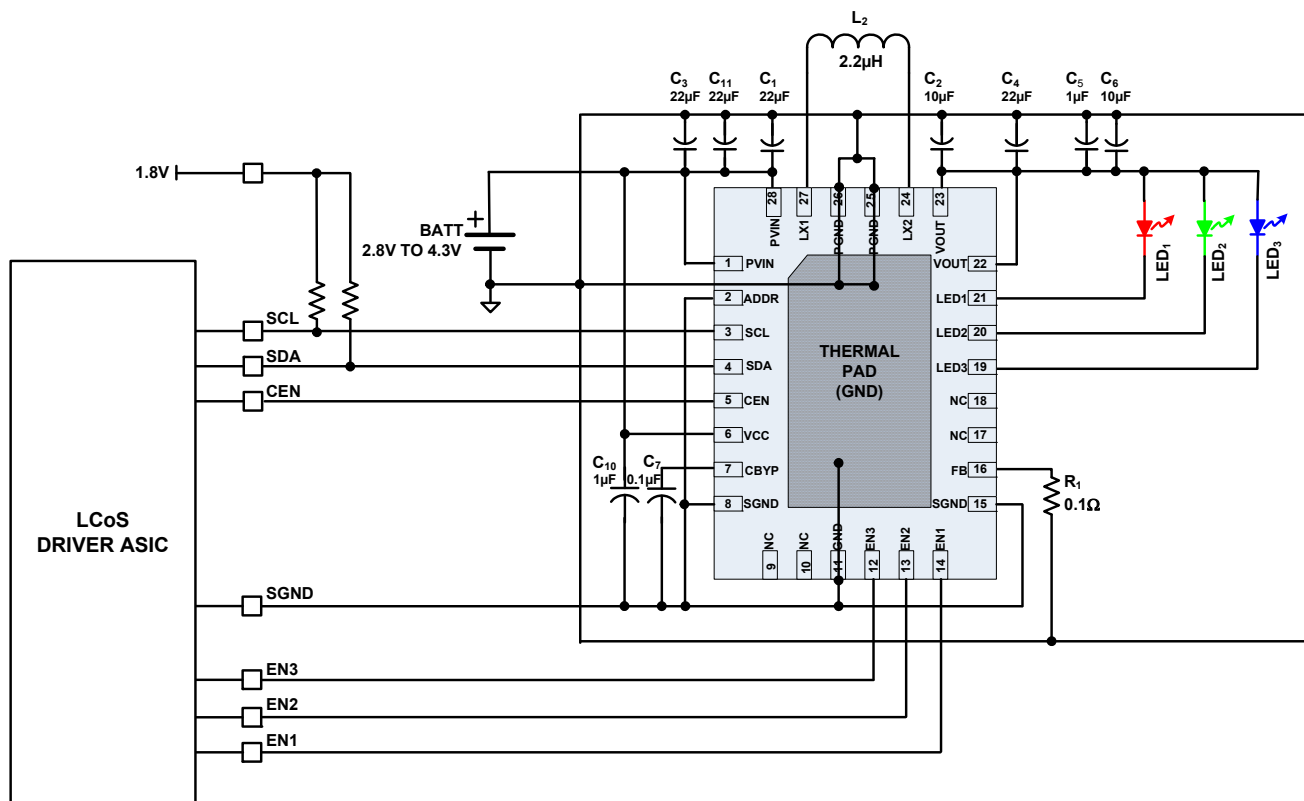 L₂
2.2µH
C₃
22µF
C₁₁
22µF
C₁
22µF
C₂
10µF
C₄
22µF
C₅
1µF
C₆
10µF
1.8V
BATT
2.8V TO 4.3V
+
28
PVIN
27
LX1
26
PGND
25
PGND
24
LX2
23
VOUT
1 PVIN
2 ADDR
3 SCL
4 SDA
5 CEN
6 VCC
7 CBYP
8 SGND
VOUT 22
LED1 21
LED2 20
LED3 19
NC 18
NC 17
FB 16
SGND 15
NC
9
NC
10
GND
11
EN3
12
EN2
13
EN1
14
THERMAL
PAD
(GND)
LED₁
LED₂
LED₃
R₁
0.1Ω
C₁₀
1µF
C₇
0.1µF
LCoS
DRIVER ASIC
SCL
SDA
CEN
SGND
EN3
EN2
EN1